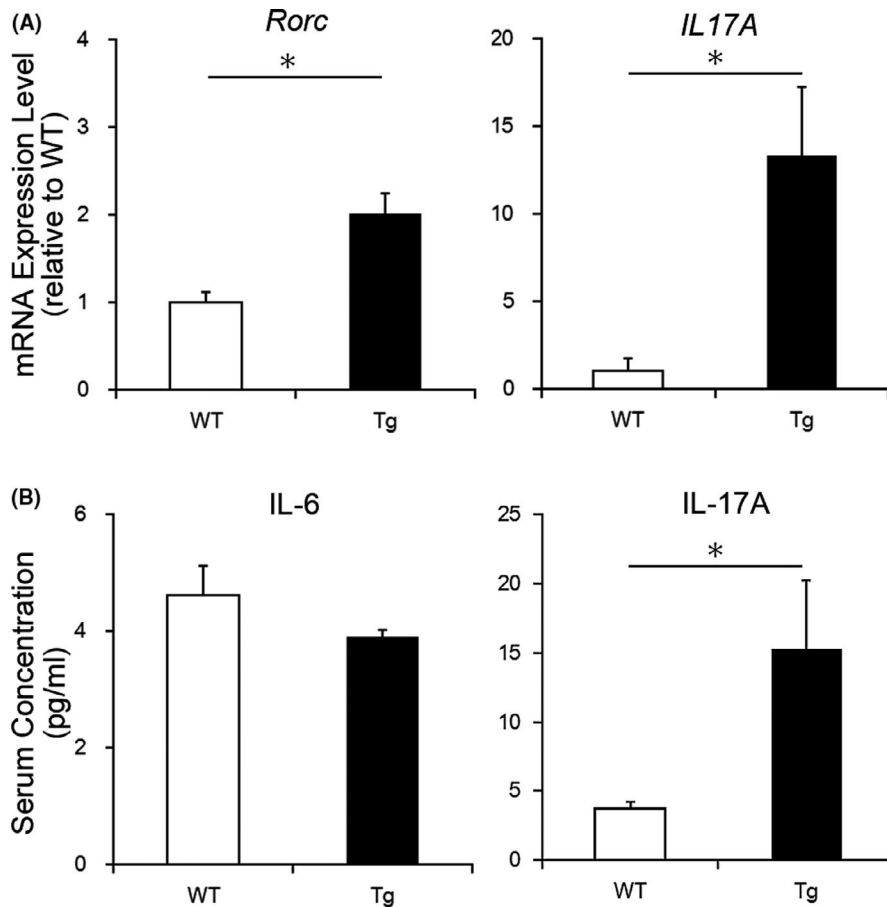 (A)
Rorc
IL17A
mRNA Expression Level
(relative to WT)
4
3
2
1
0
*
WT
Tg
20
15
10
5
0
*
WT
Tg
(B)
IL-6
IL-17A
Serum Concentration
(pg/ml)
6
4
2
0
WT
Tg
25
20
15
10
5
0
*
WT
Tg